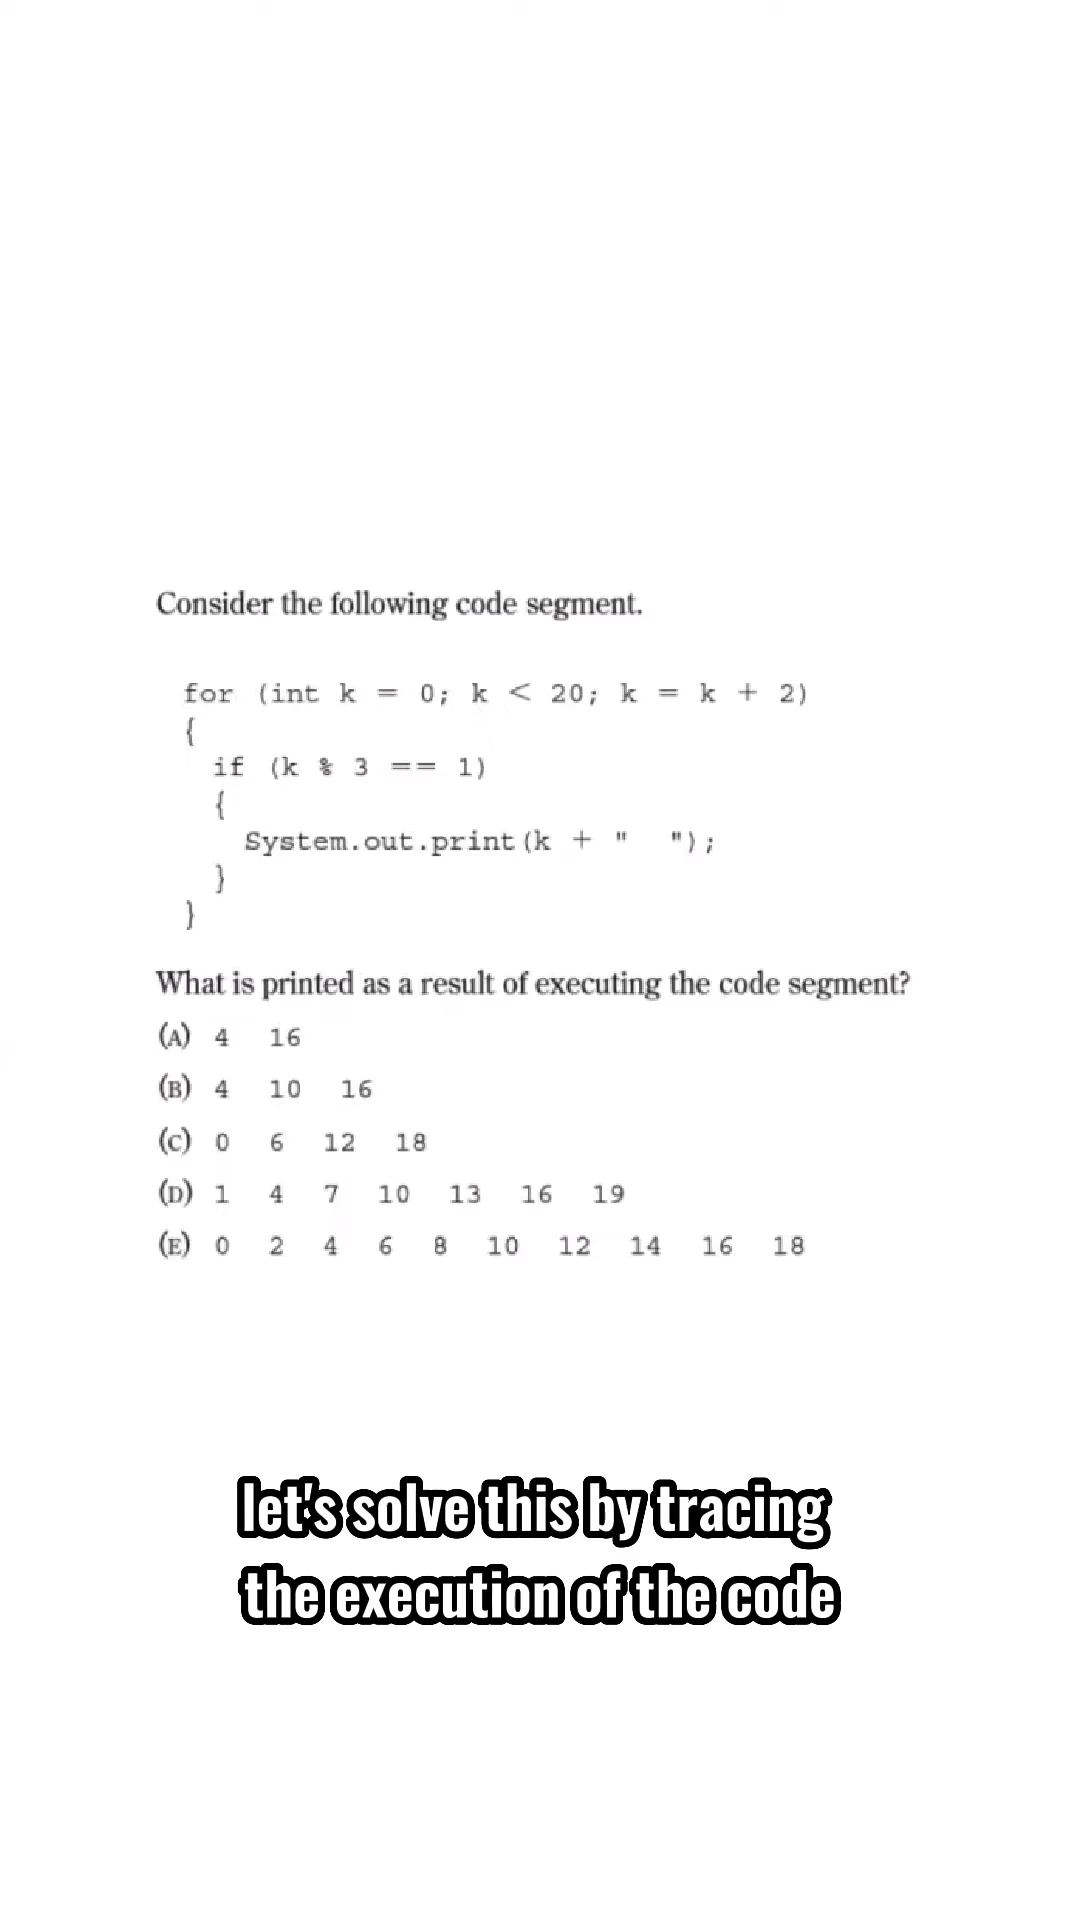 Consider the following code segment.
for (int k = 0; k < 20; k = k + 2)
{
if (k % 3 == 1)
{
System.out.print(k + "  ");
}
}
What is printed as a result of executing the code segment?
(A) 4 16
(B) 4 10 16
(C) 0 6 12 18
(D) 1 4 7 10 13 16 19
(E) 0 2 4 6 8 10 12 14 16 18
let's solve this by tracing
the execution of the code